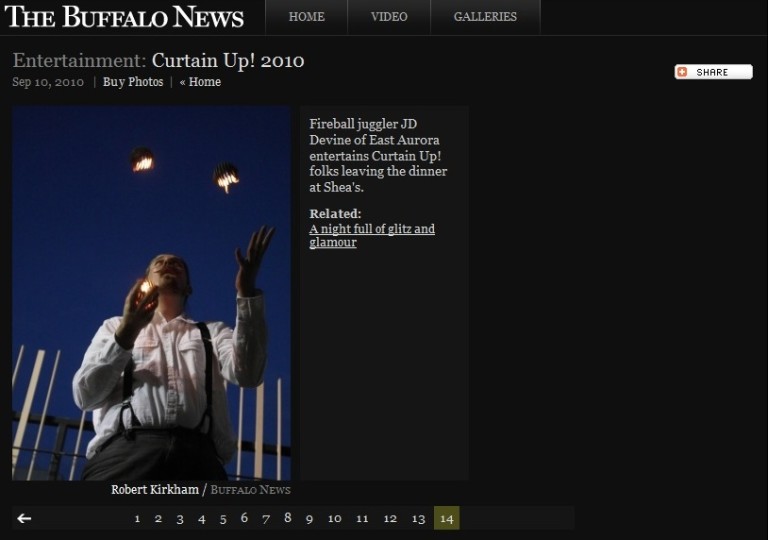 THE BUFFALO NEWS
HOME
VIDEO
GALLERIES
Entertainment: Curtain Up! 2010
Sep 10, 2010 | Buy Photos | « Home
SHARE
Fireball juggler JD
Devine of East Aurora
entertains Curtain Up!
folks leaving the dinner
at Shea's.
Related:
A night full of glitz and
glamour
Robert Kirkham / BUFFALO NEWS
1 2 3 4 5 6 7 8 9 10 11 12 13 14